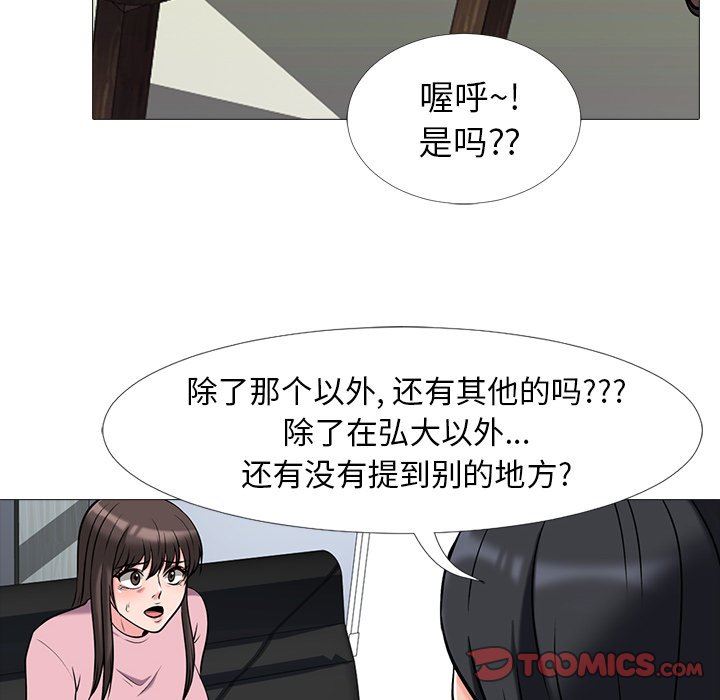 喔呼~!
是吗??
除了那个以外, 还有其他的吗???
除了在弘大以外...
还有没有提到别的地方?
TOOMICS.COM